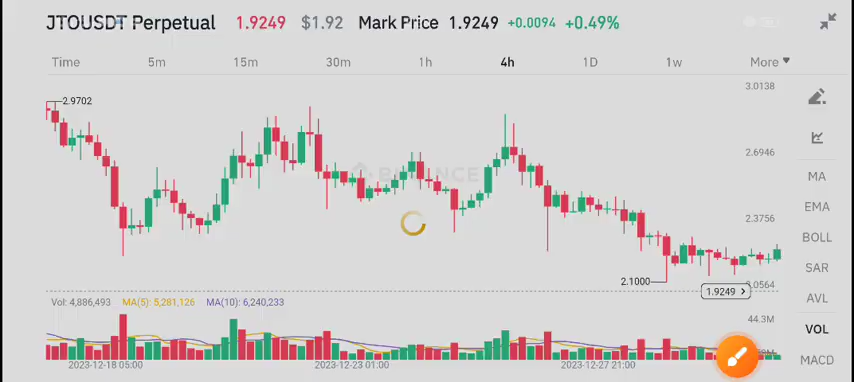 JTOUSDT Perpetual 1.9249 $1.92 Mark Price 1.9249 +0.0094 +0.49%
Time 5m 15m 30m 1h 4h 1D 1w More
3.0138
2.9702
2.6946
MA
BINANCE
EMA
2.3756
BOLL
SAR
2.1000
2.0564
1.9249
AVL
Vol: 4,886,493 MA(5): 5,281,126 MA(10): 6,240,233
44.3M
VOL
MACD
2023-12-18 05:00 2023-12-23 01:00 2023-12-27 21:00